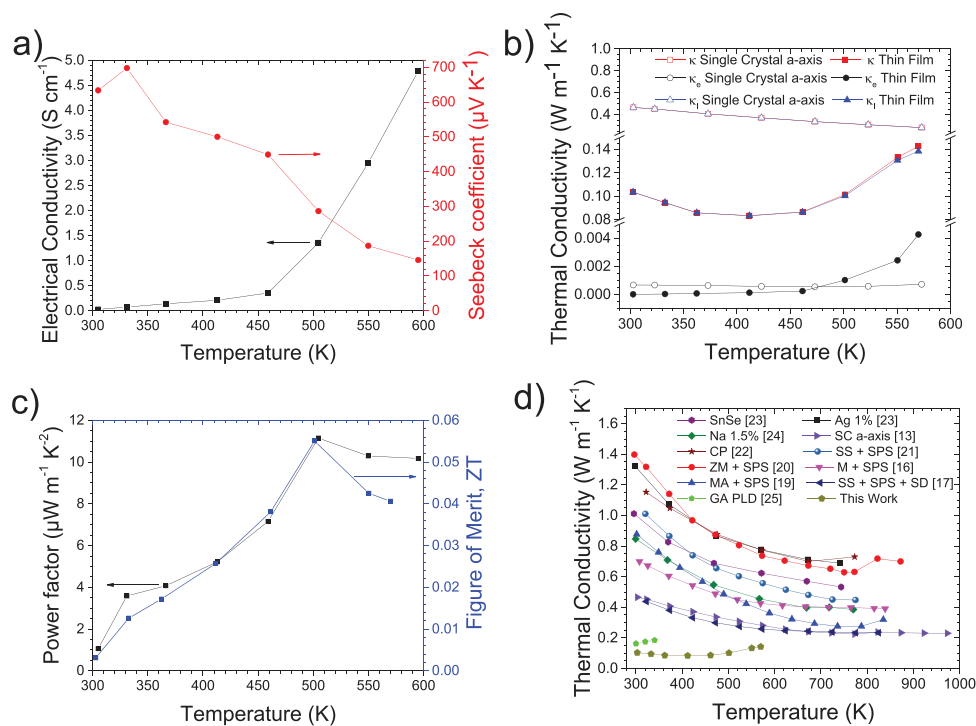 a)
Electrical Conductivity (S cm⁻¹)
5.0
4.5
4.0
3.5
3.0
2.5
2.0
1.5
1.0
0.5
0.0
700
600
500
400
300
200
100
0
Seebeck coefficient (μV K⁻¹)
300 350 400 450 500 550 600
Temperature (K)
b)
Thermal Conductivity (W m⁻¹ K⁻¹)
κ Single Crystal a-axis κ Thin Film
κe Single Crystal a-axis κe Thin Film
κl Single Crystal a-axis κl Thin Film
1.0
0.8
0.6
0.4
0.14
0.12
0.10
0.08
0.004
0.002
0.000
300 350 400 450 500 550 600
Temperature (K)
c)
Power factor (μW m⁻¹ K⁻²)
12
10
8
6
4
2
0
0.06
0.05
0.04
0.03
0.02
0.01
0.00
Figure of Merit, ZT
300 350 400 450 500 550 600
Temperature (K)
d)
Thermal Conductivity (W m⁻¹ K⁻¹)
SnSe [23] Ag 1% [23]
Na 1.5% [24] SC a-axis [13]
CP [22] SS + SPS [21]
ZM + SPS [20] M + SPS [16]
MA + SPS [19] SS + SPS + SD [17]
GA PLD [25] This Work
1.6
1.4
1.2
1.0
0.8
0.6
0.4
0.2
0.0
300 400 500 600 700 800 900 1000
Temperature (K)